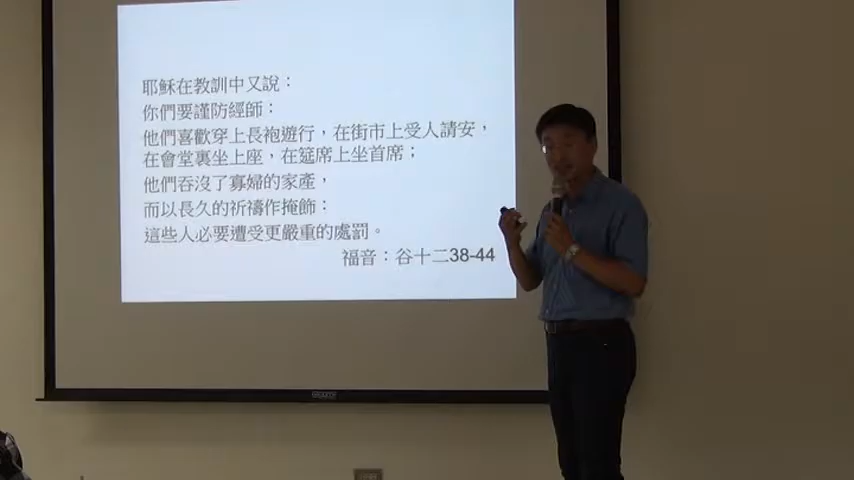 耶穌在教訓中又說：
你們要謹防經師：
他們喜歡穿上長袍遊行，在街市上受人請安，
在會堂裏坐上座，在筵席上坐首席；
他們吞沒了寡婦的家產，
而以長久的祈禱作掩飾：
這些人必要遭受更嚴重的處罰。
福音：谷十二38-44